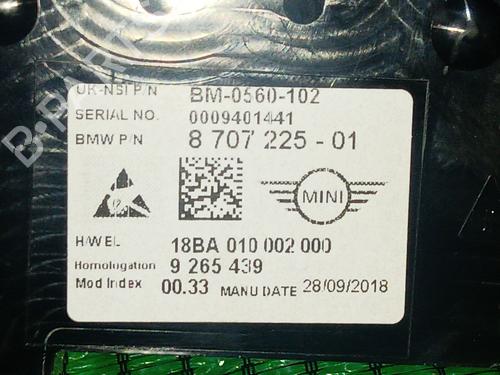 UK-NSI P/N BM-0560-102
SERIAL NO. 0009401441
BMW P/N 8 707 225 - 01
MINI
H/W EL 18BA 010 002 000
Homologation 9 265 439
Mod Index 00.33 MANU DATE 28/09/2018
B-PARTS